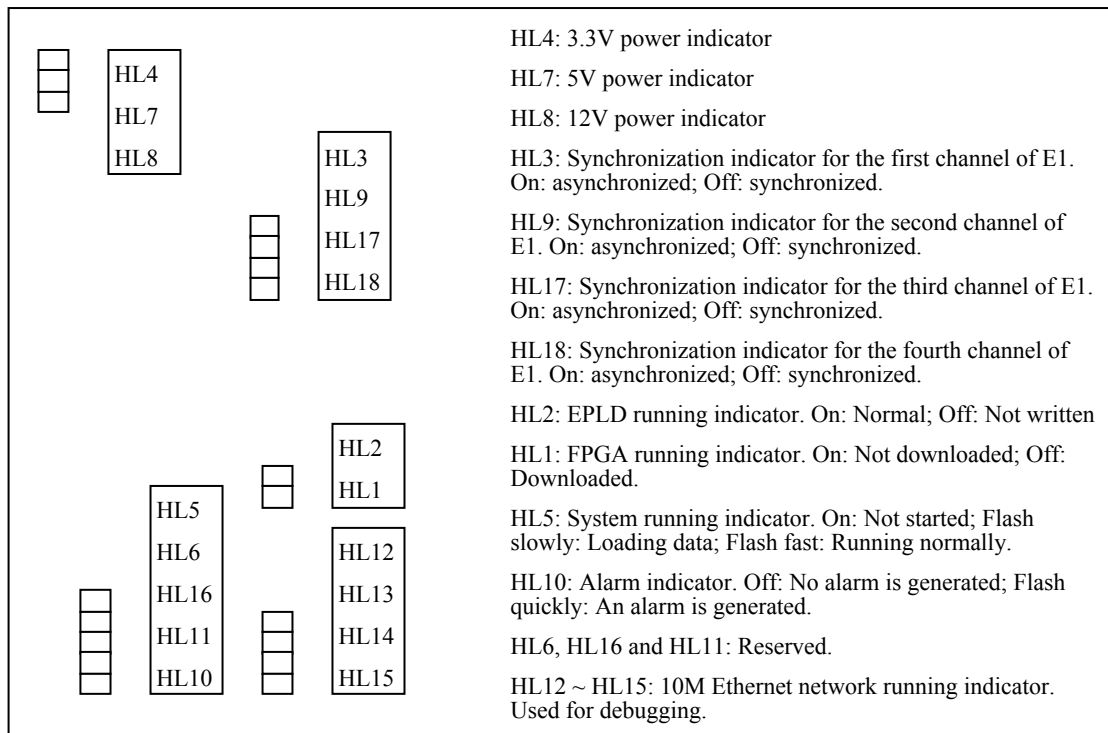 HL4
HL7
HL8
HL3
HL9
HL17
HL18
HL2
HL1
HL5
HL6
HL16
HL11
HL10
HL12
HL13
HL14
HL15
HL4: 3.3V power indicator
HL7: 5V power indicator
HL8: 12V power indicator
HL3: Synchronization indicator for the first channel of E1.
On: asynchronized; Off: synchronized.
HL9: Synchronization indicator for the second channel of
E1. On: asynchronized; Off: synchronized.
HL17: Synchronization indicator for the third channel of E1.
On: asynchronized; Off: synchronized.
HL18: Synchronization indicator for the fourth channel of
E1. On: asynchronized; Off: synchronized.
HL2: EPLD running indicator. On: Normal; Off: Not written
HL1: FPGA running indicator. On: Not downloaded; Off:
Downloaded.
HL5: System running indicator. On: Not started; Flash
slowly: Loading data; Flash fast: Running normally.
HL10: Alarm indicator. Off: No alarm is generated; Flash
quickly: An alarm is generated.
HL6, HL16 and HL11: Reserved.
HL12 ~ HL15: 10M Ethernet network running indicator.
Used for debugging.